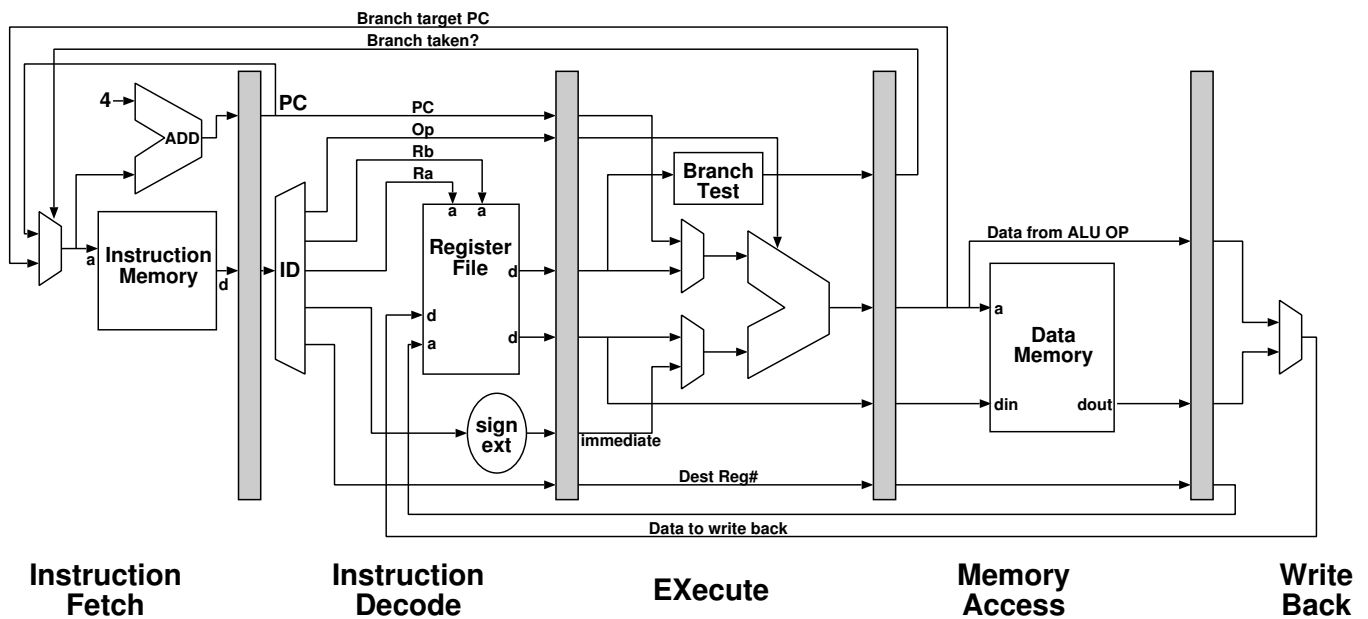 Branch target PC
Branch taken?
4
ADD
PC
PC
Op
Rb
Ra
Branch
Test
a
a
Instruction
Memory
a
d
ID
Register
File
d
d
a
d
Data from ALU OP
a
Data
Memory
din
dout
sign
ext
immediate
Dest Reg#
Data to write back
Instruction
Fetch
Instruction
Decode
EXecute
Memory
Access
Write
Back